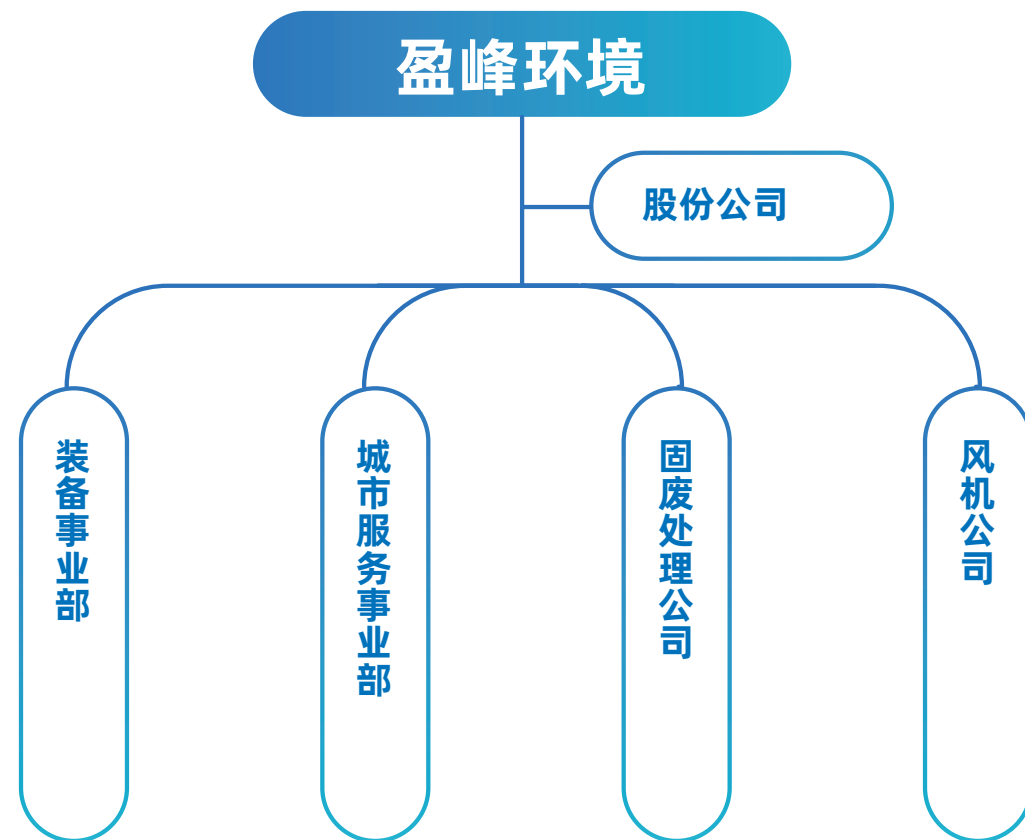 盈峰环境
股份公司
装备事业部
城市服务事业部
固废处理公司
风机公司